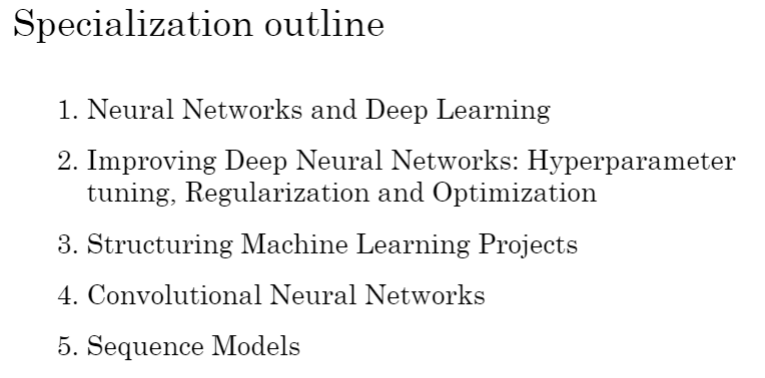 Specialization outline
1. Neural Networks and Deep Learning
2. Improving Deep Neural Networks: Hyperparameter
tuning, Regularization and Optimization
3. Structuring Machine Learning Projects
4. Convolutional Neural Networks
5. Sequence Models